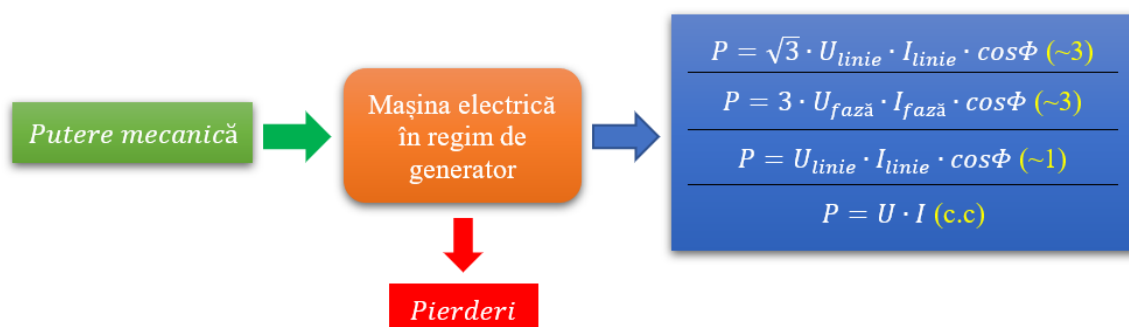 Putere mecanică
Mașina electrică
în regim de
generator
Pierderi
P = √3 · U_linie · I_linie · cosΦ (~3)
P = 3 · U_fază · I_fază · cosΦ (~3)
P = U_linie · I_linie · cosΦ (~1)
P = U · I (c.c)